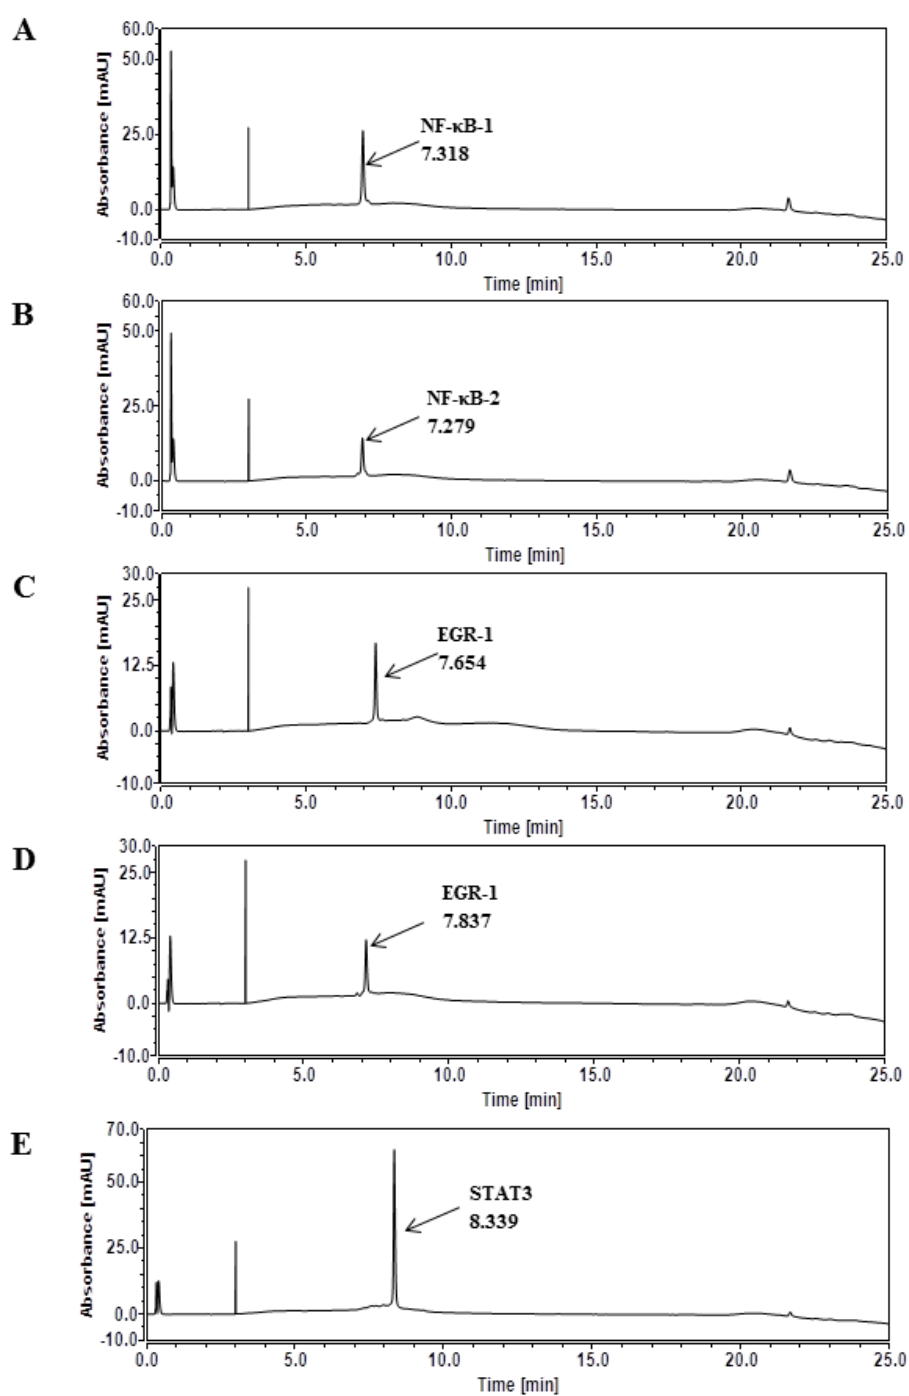 A
Absorbance [mAU]
60.0
50.0
25.0
0.0
-10.0
NF-κB-1
7.318
0.0 5.0 10.0 15.0 20.0 25.0
Time [min]
B
Absorbance [mAU]
60.0
50.0
25.0
0.0
-10.0
NF-κB-2
7.279
0.0 5.0 10.0 15.0 20.0 25.0
Time [min]
C
Absorbance [mAU]
30.0
25.0
12.5
0.0
-10.0
EGR-1
7.654
0.0 5.0 10.0 15.0 20.0 25.0
Time [min]
D
Absorbance [mAU]
30.0
25.0
12.5
0.0
-10.0
EGR-1
7.837
0.0 5.0 10.0 15.0 20.0 25.0
Time [min]
E
Absorbance [mAU]
70.0
50.0
25.0
0.0
-10.0
STAT3
8.339
0.0 5.0 10.0 15.0 20.0 25.0
Time [min]